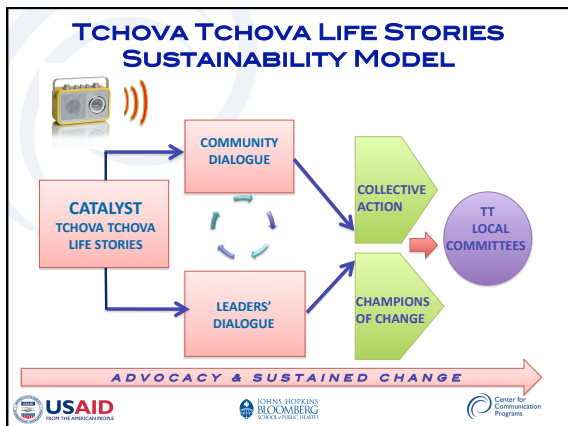 TCHOVA TCHOVA LIFE STORIES
SUSTAINABILITY MODEL
COMMUNITY
DIALOGUE
CATALYST
TCHOVA TCHOVA
LIFE STORIES
LEADERS'
DIALOGUE
COLLECTIVE
ACTION
CHAMPIONS
OF CHANGE
TT
LOCAL
COMMITTEES
ADVOCACY & SUSTAINED CHANGE
USAID
FROM THE AMERICAN PEOPLE
JOHNS HOPKINS
BLOOMBERG
SCHOOL of PUBLIC HEALTH
Center for
Communication
Programs